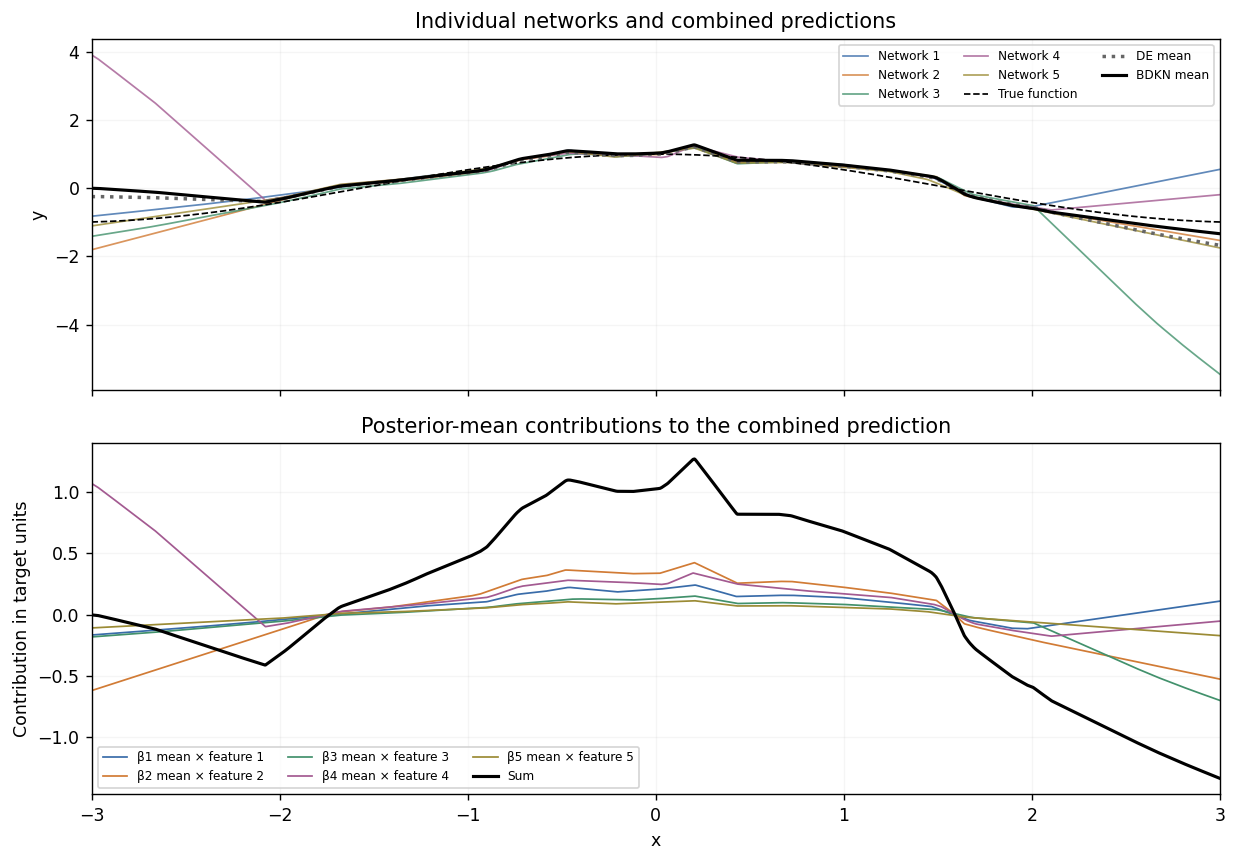 Individual networks and combined predictions
4
2
0
−2
−4
y
Network 1
Network 2
Network 3
Network 4
Network 5
True function
DE mean
BDKN mean
Posterior-mean contributions to the combined prediction
1.0
0.5
0.0
−0.5
−1.0
Contribution in target units
β1 mean × feature 1
β2 mean × feature 2
β3 mean × feature 3
β4 mean × feature 4
β5 mean × feature 5
Sum
−3
−2
−1
0
1
2
3
x